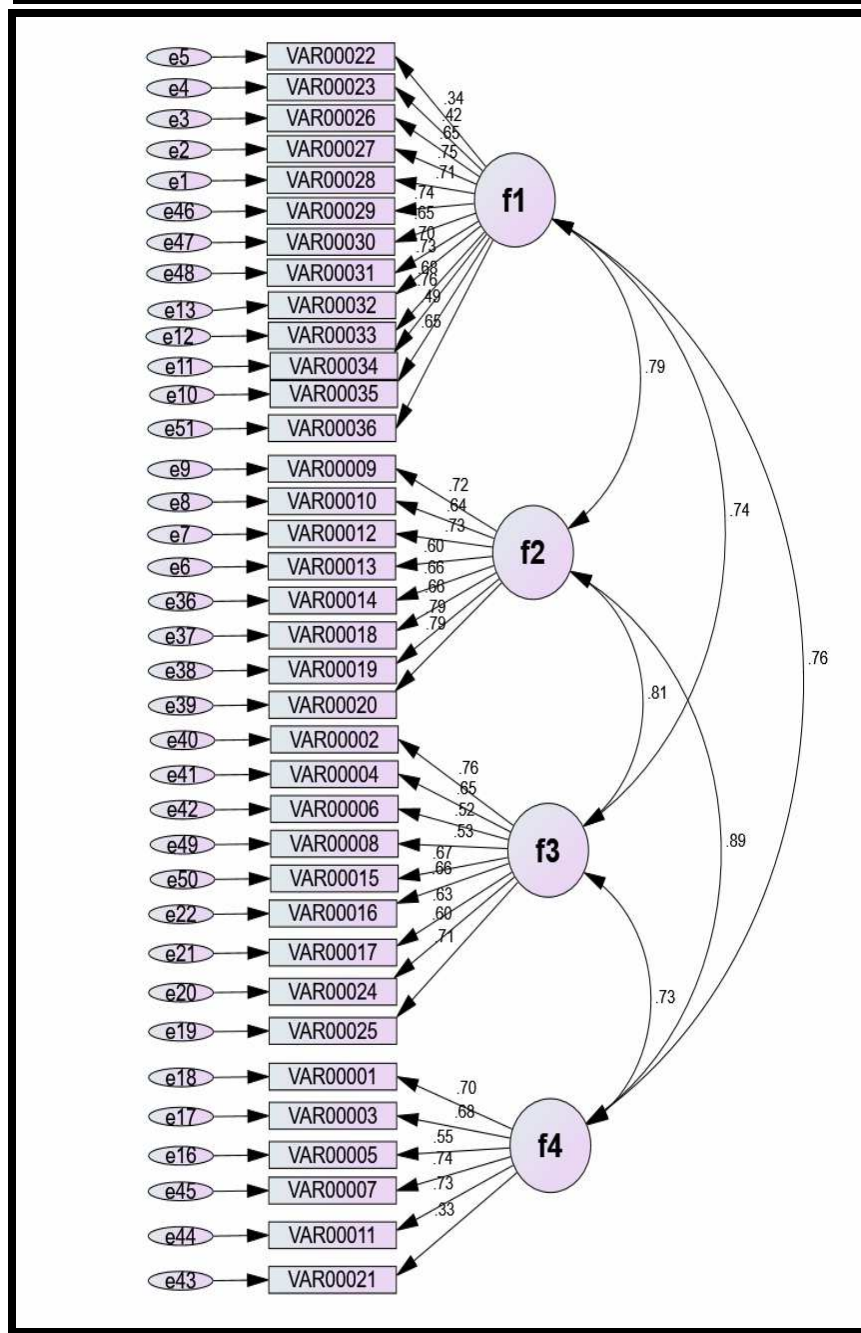 e5 VAR00022
e4 VAR00023
e3 VAR00026
e2 VAR00027
e1 VAR00028
e46 VAR00029
e47 VAR00030
e48 VAR00031
e13 VAR00032
e12 VAR00033
e11 VAR00034
e10 VAR00035
e51 VAR00036
.34
.42
.65
.75
.71
.74
.65
.70
.73
.68
.76
.49
.65
f1
.79
.74
.76
e9 VAR00009
e8 VAR00010
e7 VAR00012
e6 VAR00013
e36 VAR00014
e37 VAR00018
e38 VAR00019
e39 VAR00020
.72
.64
.73
.60
.66
.66
.79
.79
f2
.81
.89
e40 VAR00002
e41 VAR00004
e42 VAR00006
e49 VAR00008
e50 VAR00015
e22 VAR00016
e21 VAR00017
e20 VAR00024
e19 VAR00025
.76
.65
.52
.53
.67
.66
.63
.60
.71
f3
.73
e18 VAR00001
e17 VAR00003
e16 VAR00005
e45 VAR00007
e44 VAR00011
e43 VAR00021
.70
.68
.55
.74
.73
.33
f4